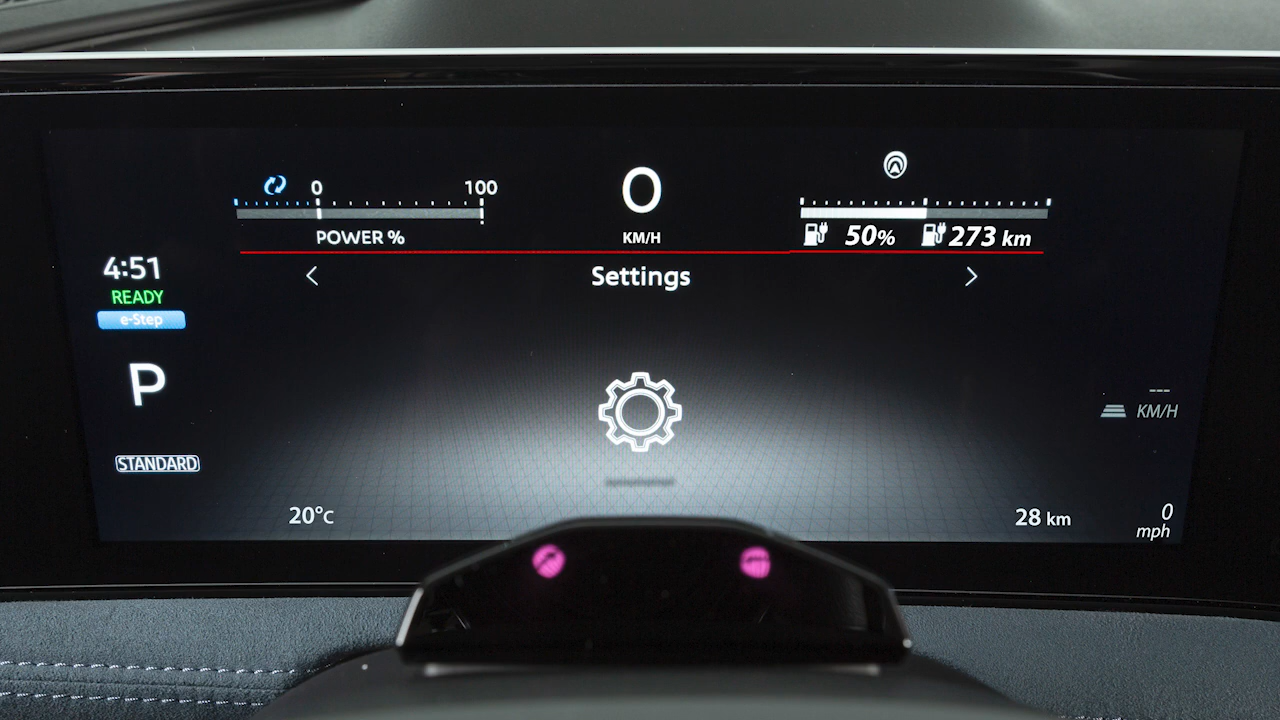 0 100
POWER %
0
KM/H
50% 273 km
4:51
READY
e-Step
P
STANDARD
Settings
---
KM/H
20°C
28 km
0
mph